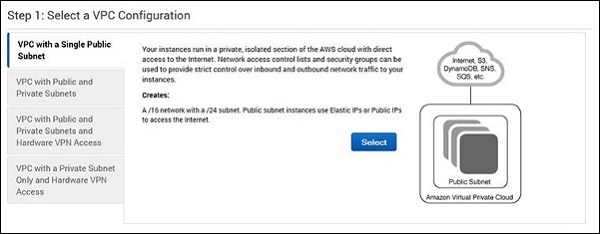 Step 1: Select a VPC Configuration
VPC with a Single Public
Subnet
VPC with Public and
Private Subnets
VPC with Public and
Private Subnets and
Hardware VPN Access
VPC with a Private Subnet
Only and Hardware VPN
Access
Your instances run in a private, isolated section of the AWS cloud with direct
access to the Internet. Network access control lists and security groups can
be used to provide strict control over inbound and outbound network traffic to your
instances.
Creates:
A /16 network with a /24 subnet. Public subnet instances use Elastic IPs or Public IPs
to access the Internet.
Select
Internet, S3,
DynamoDB, SNS,
SQS, etc.
Public Subnet
Amazon Virtual Private Cloud